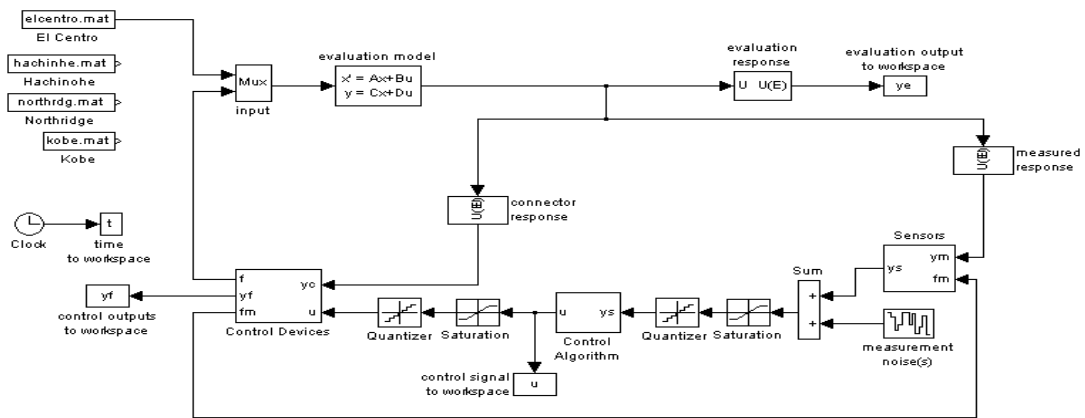 elcentro.mat
El Centro
hachinhe.mat
Hachinohe
northrdg.mat
Northridge
kobe.mat
Kobe
Mux
input
evaluation model
x' = Ax+Bu
y = Cx+Du
evaluation
response
U U(E)
evaluation output
to workspace
ye
U(E)
measured
response
U(E)
connector
response
Clock
t
time
to workspace
yf
control outputs
to workspace
f
yf
fm
yc
u
Control Devices
Quantizer
Saturation
u
ys
Control
Algorithm
Quantizer
Saturation
Sum
+
+
Sensors
ys
ym
fm
measurement
noise(s)
control signal
to workspace
u